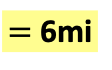 = 6mi